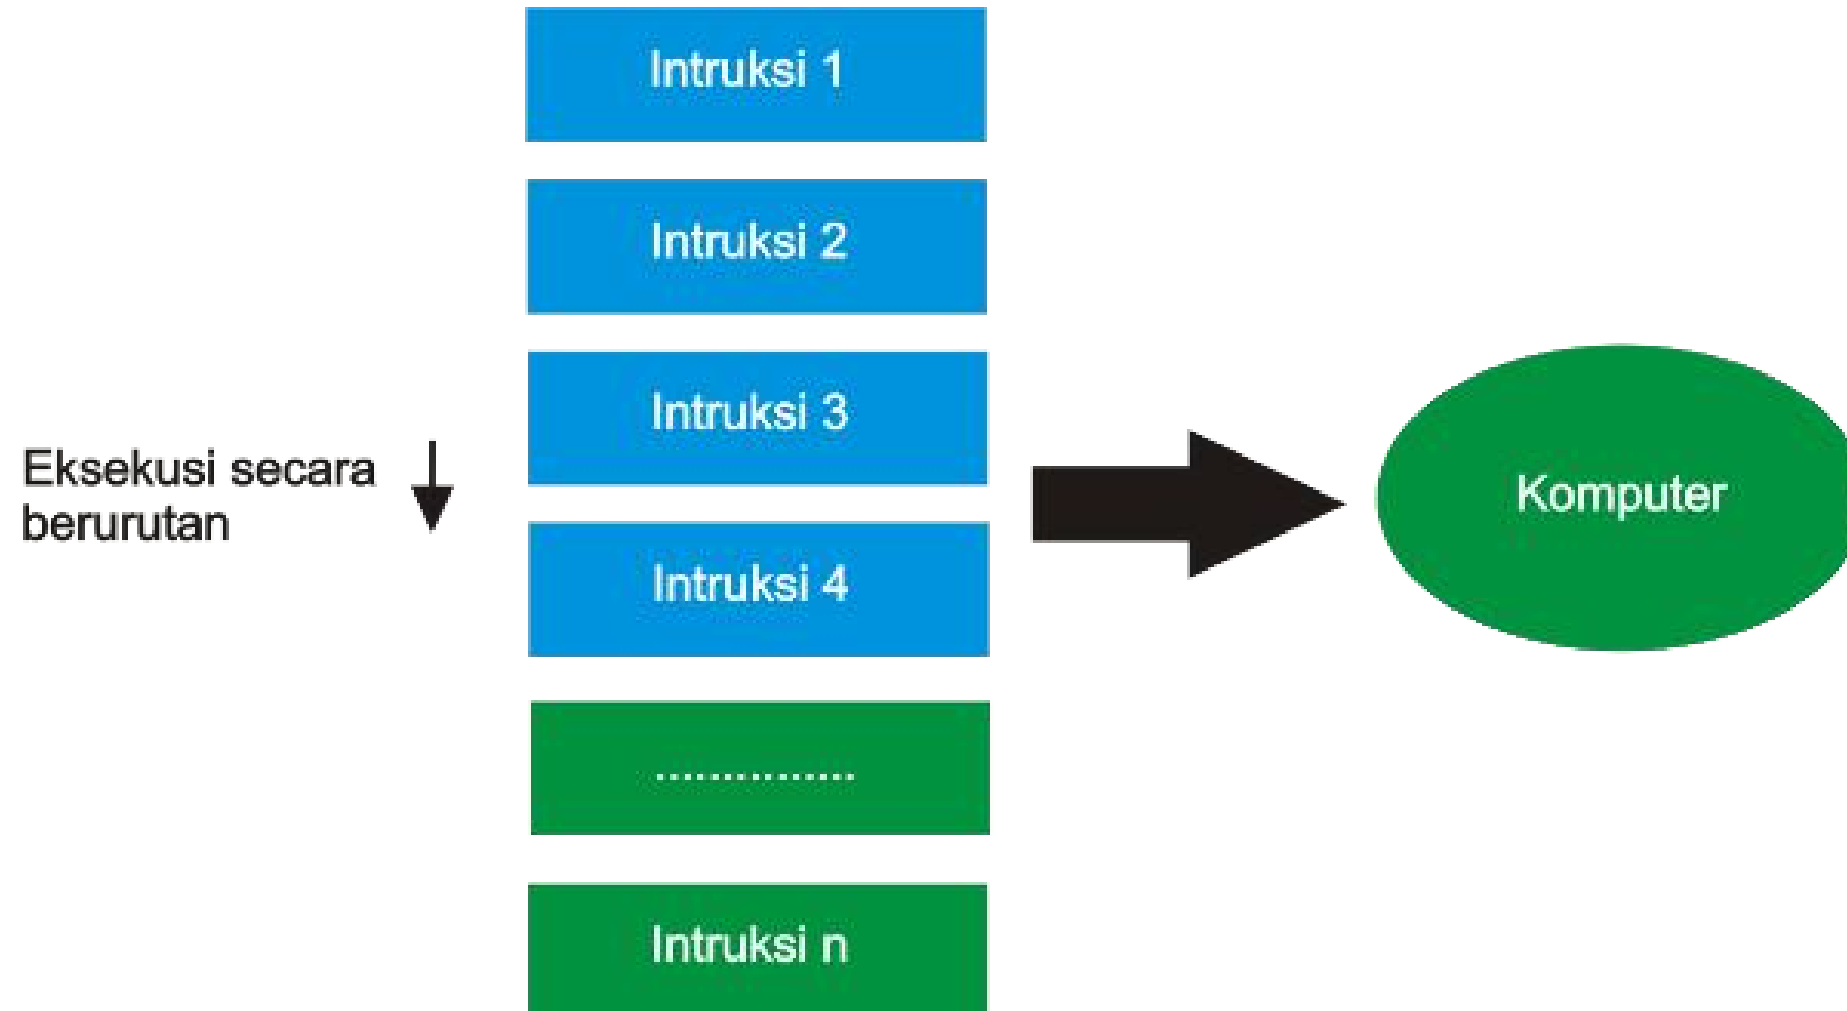 Intruksi 1
Intruksi 2
Intruksi 3
Eksekusi secara
berurutan
Intruksi 4
Komputer
...............
Intruksi n